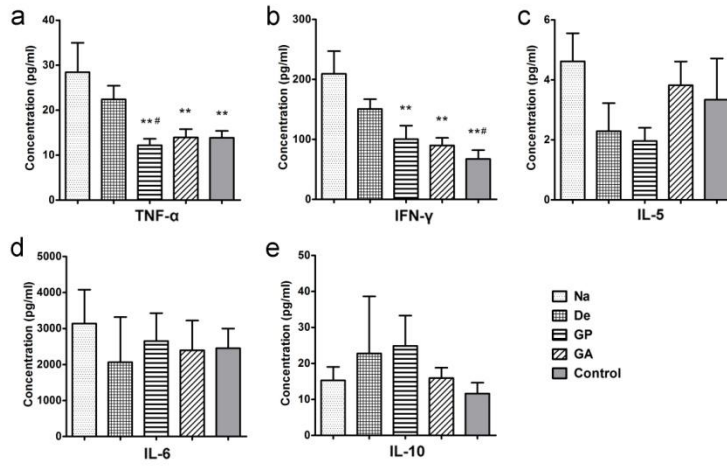 a
Concentration (pg/ml)
40
30
20
10
0
**#
**
**
TNF-α
b
Concentration (pg/ml)
300
200
100
0
**
**
**#
IFN-γ
c
Concentration (pg/ml)
6
4
2
0
IL-5
d
Concentration (pg/ml)
5000
4000
3000
2000
1000
0
IL-6
e
Concentration (pg/ml)
50
40
30
20
10
0
IL-10
Na
De
GP
GA
Control